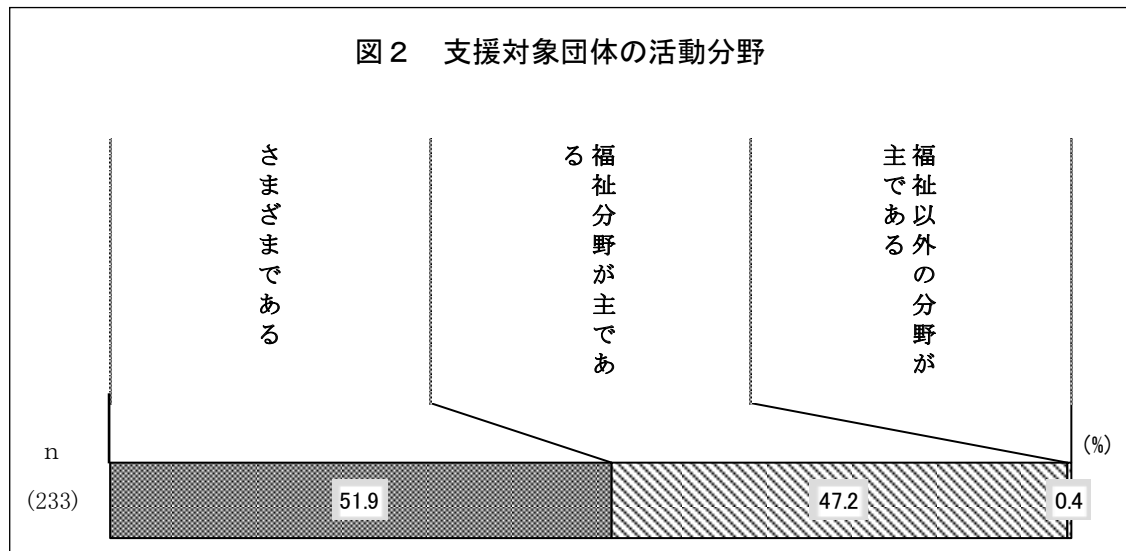 図２　支援対象団体の活動分野
さまざまである
福祉分野が主であ
る
福祉以外の分野が
主である
(%)
n
(233)
51.9
47.2
0.4